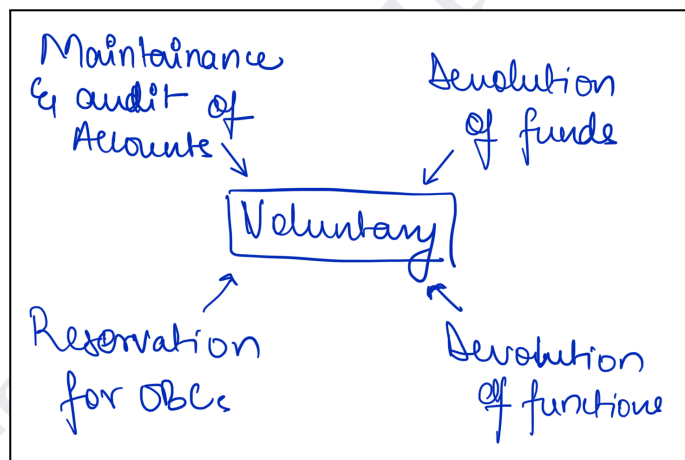 Maintainance
& audit of
Accounts
Devolution
of funds
Voluntary
Reservation
for OBCs
Devolution
of functions